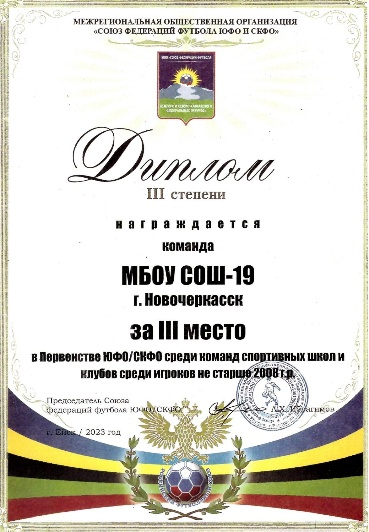 МЕЖРЕГИОНАЛЬНАЯ ОБЩЕСТВЕННАЯ ОРГАНИЗАЦИЯ
«СОЮЗ ФЕДЕРАЦИЙ ФУТБОЛА ЮФО И СКФО»
Диплом
III степени
награждается
команда
МБОУ СОШ-19
г. Новочеркасск
за III место
в Первенстве ЮФО/СКФО среди команд спортивных школ и
клубов среди игроков не старше 2008 г.р.
Председатель Союза
Федераций футбола ЮФО/СКФО
г. Ейск / 2023 год